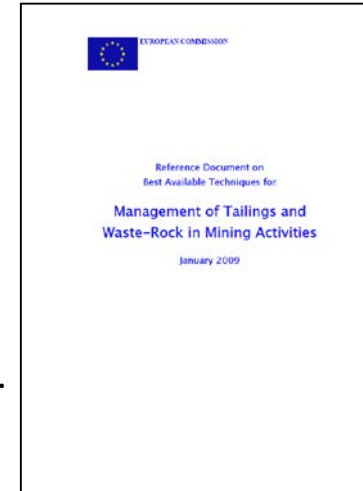 EUROPEAN COMMISSION
Reference Document on
Best Available Techniques for
Management of Tailings and
Waste-Rock in Mining Activities
January 2009
.